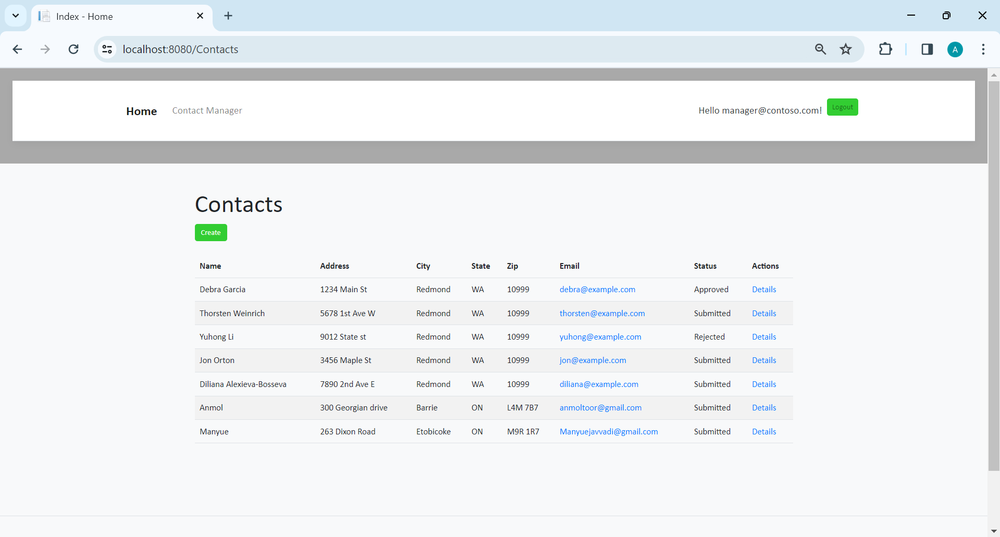 Index - Home
localhost:8080/Contacts
A
Home Contact Manager Hello manager@contoso.com! Logout
Contacts
Create
Name Address City State Zip Email Status Actions
Debra Garcia 1234 Main St Redmond WA 10999 debra@example.com Approved Details
Thorsten Weinrich 5678 1st Ave W Redmond WA 10999 thorsten@example.com Submitted Details
Yuhong Li 9012 State st Redmond WA 10999 yuhong@example.com Rejected Details
Jon Orton 3456 Maple St Redmond WA 10999 jon@example.com Submitted Details
Diliana Alexieva-Bosseva 7890 2nd Ave E Redmond WA 10999 diliana@example.com Submitted Details
Anmol 300 Georgian drive Barrie ON L4M 7B7 anmoltoor@gmail.com Submitted Details
Manyue 263 Dixon Road Etobicoke ON M9R 1R7 Manyuejavvadi@gmail.com Submitted Details